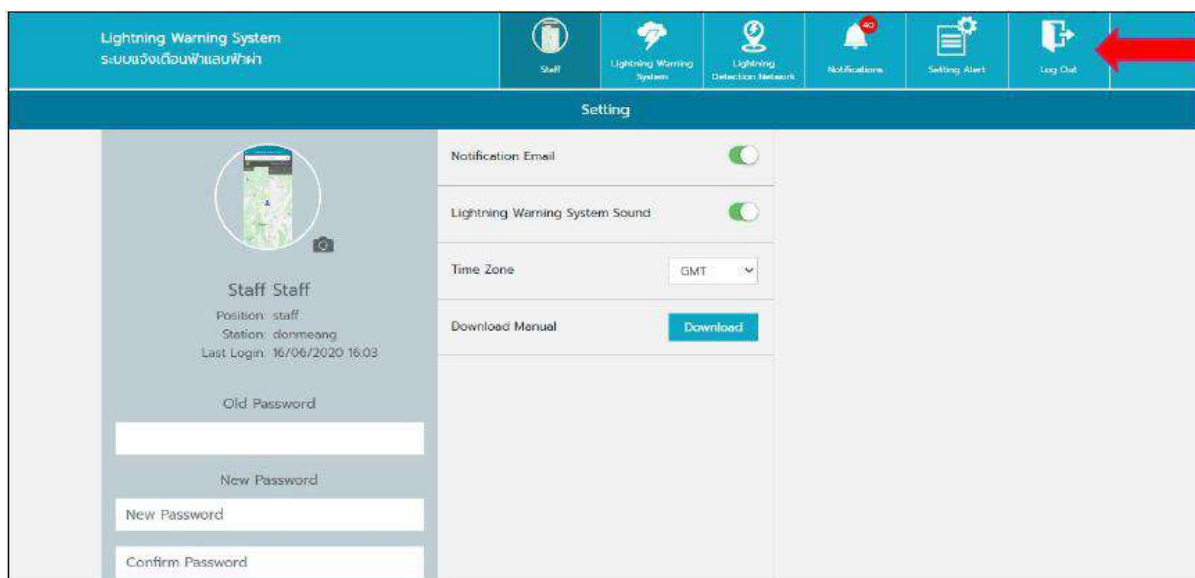 Lightning Warning System
ระบบแจ้งเตือนฟ้าแลบฟ้าผ่า
Staff
Lightning Warning
System
Lightning
Detection Network
40
Notifications
Setting Alert
Log Out
Setting
Staff Staff
Position: staff
Station: donmeang
Last Login: 16/06/2020 16:03
Old Password
New Password
New Password
Confirm Password
Notification Email
Lightning Warning System Sound
Time Zone
GMT
Download Manual
Download